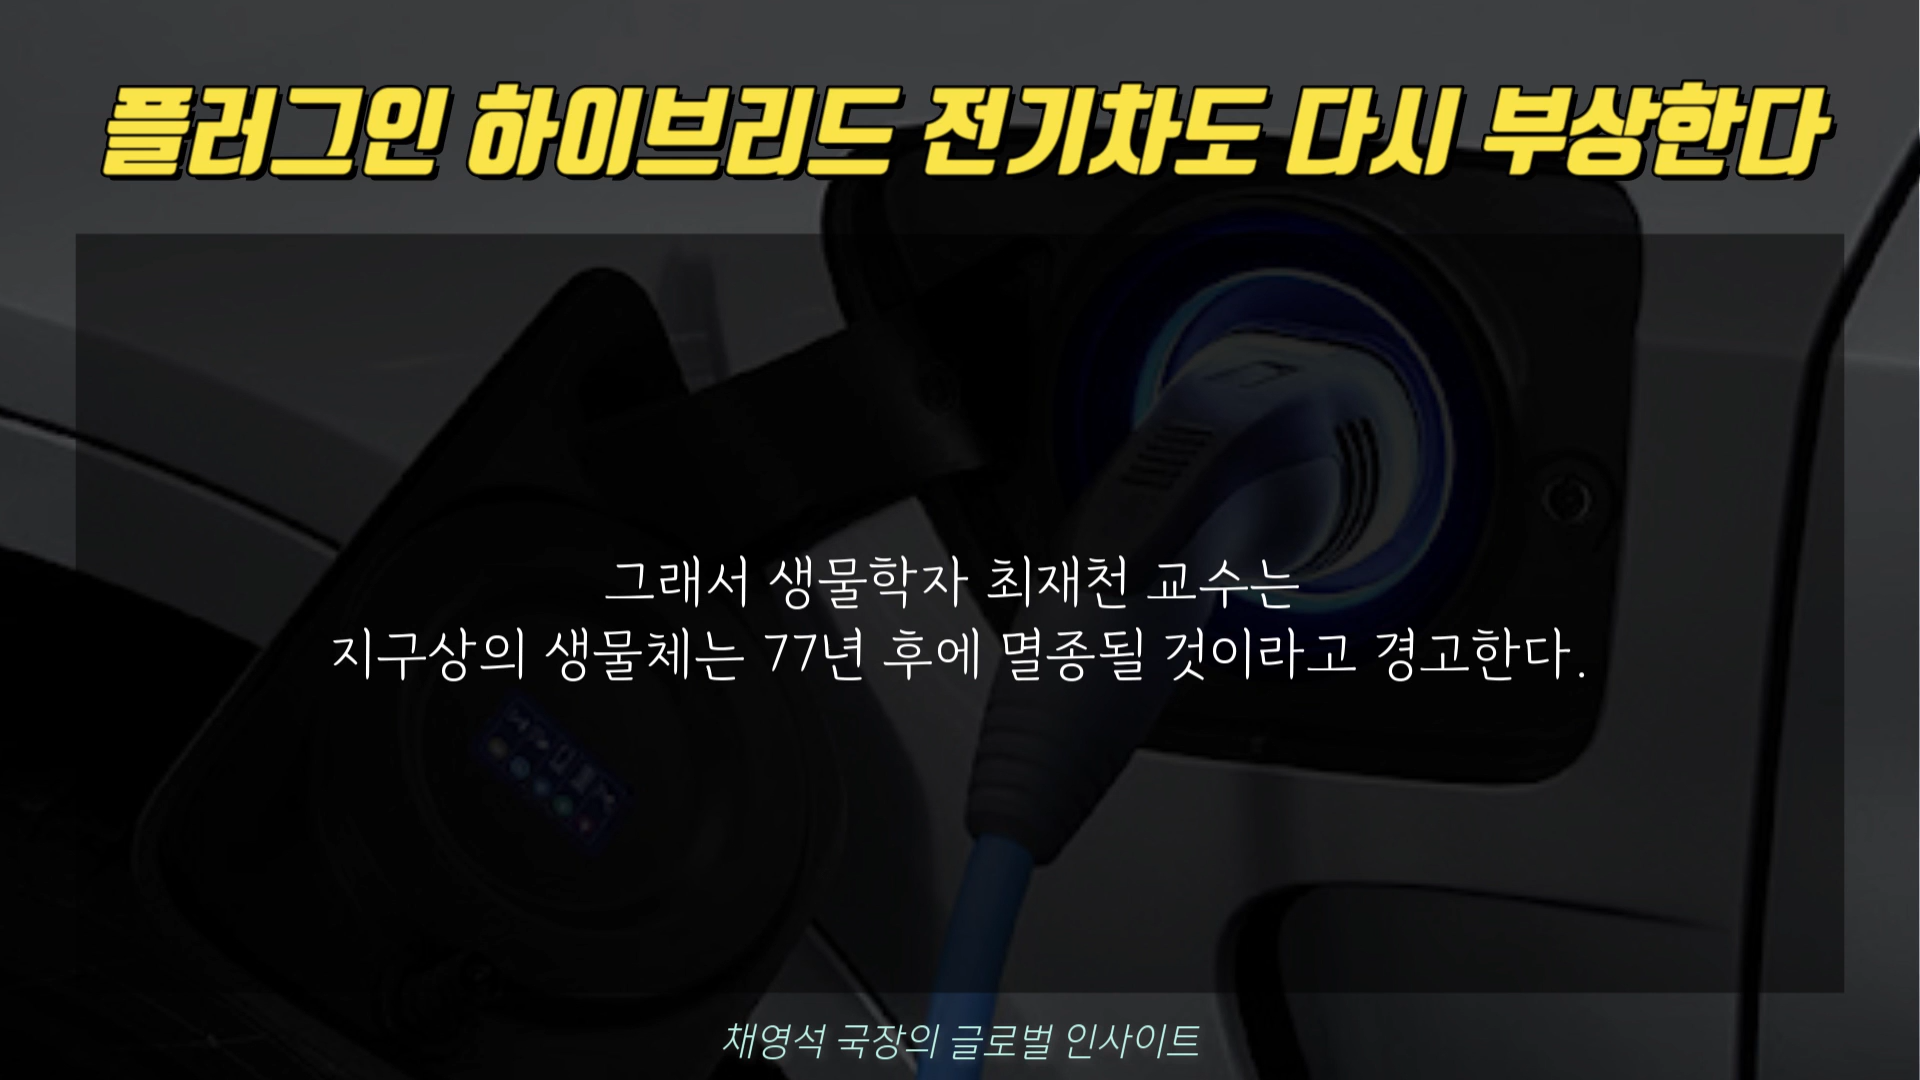 플러그인 하이브리드 전기차도 다시 부상한다
그래서 생물학자 최재천 교수는
지구상의 생물체는 77년 후에 멸종될 것이라고 경고한다.
채영석 국장의 글로벌 인사이트